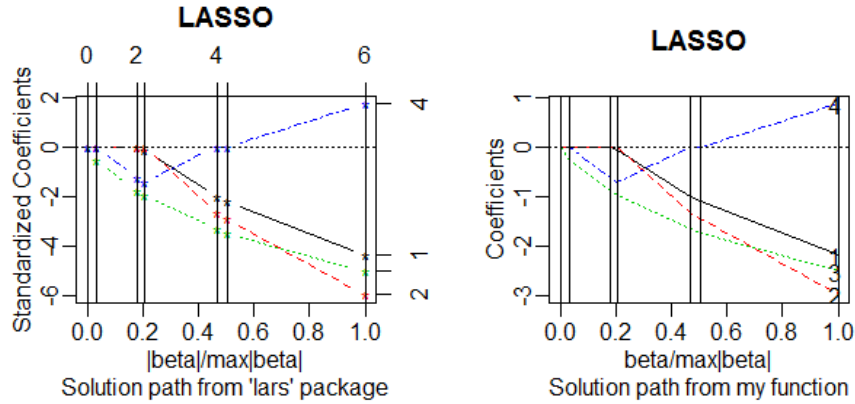 LASSO
0 2 4 6
Standardized Coefficients
2
0
-2
-4
-6
4
1
2
0.0 0.2 0.4 0.6 0.8 1.0
|beta|/max|beta|
Solution path from 'lars' package
LASSO
Coefficients
1
0
-1
-2
-3
4
1
3
2
0.0 0.2 0.4 0.6 0.8 1.0
beta/max|beta|
Solution path from my function